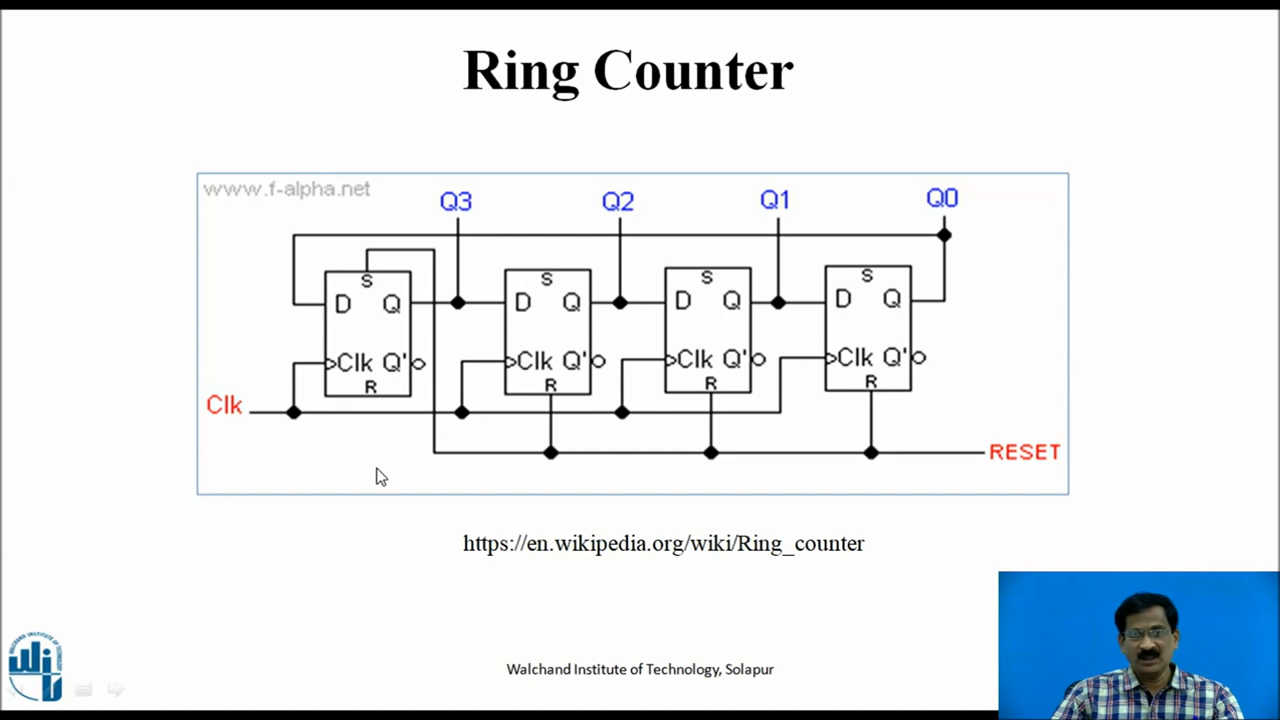 Ring Counter
www.f-alpha.net
Q3 Q2 Q1 Q0
S S S S
D Q D Q D Q D Q
Clk Q' Clk Q' Clk Q' Clk Q'
R R R R
Clk
RESET
https://en.wikipedia.org/wiki/Ring_counter
Walchand Institute of Technology, Solapur